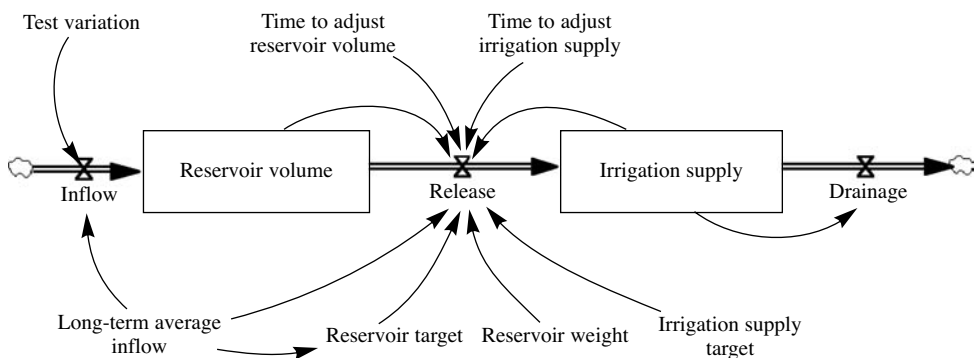 Test variation
Time to adjust
reservoir volume
Time to adjust
irrigation supply
Reservoir volume
Irrigation supply
Inflow
Release
Drainage
Long-term average
inflow
Reservoir target
Reservoir weight
Irrigation supply
target